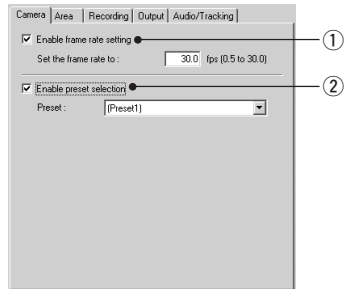 Camera Area Recording Output Audio/Tracking
Enable frame rate setting ①
Set the frame rate to : 30.0 fps (0.5 to 30.0)
Enable preset selection ②
Preset : (Preset1)